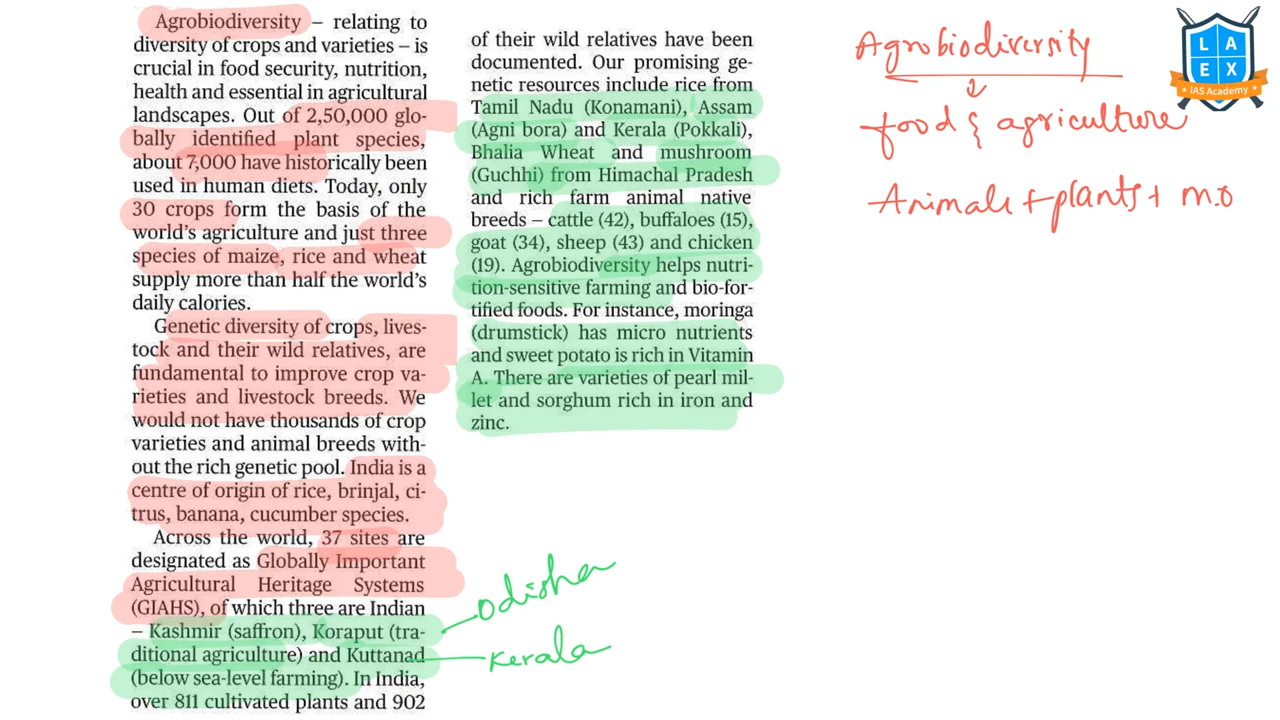 Agrobiodiversity – relating to
diversity of crops and varieties – is
crucial in food security, nutrition,
health and essential in agricultural
landscapes. Out of 2,50,000 glo-
bally identified plant species,
about 7,000 have historically been
used in human diets. Today, only
30 crops form the basis of the
world's agriculture and just three
species of maize, rice and wheat
supply more than half the world's
daily calories.
Genetic diversity of crops, lives-
tock and their wild relatives, are
fundamental to improve crop va-
rieties and livestock breeds. We
would not have thousands of crop
varieties and animal breeds with-
out the rich genetic pool. India is a
centre of origin of rice, brinjal, ci-
trus, banana, cucumber species.
Across the world, 37 sites are
designated as Globally Important
Agricultural Heritage Systems
(GIAHS), of which three are Indian
– Kashmir (saffron), Koraput (tra-
ditional agriculture) and Kuttanad
(below sea-level farming). In India,
over 811 cultivated plants and 902
of their wild relatives have been
documented. Our promising ge-
netic resources include rice from
Tamil Nadu (Konamani), Assam
(Agni bora) and Kerala (Pokkali),
Bhalia Wheat and mushroom
(Guchhi) from Himachal Pradesh
and rich farm animal native
breeds – cattle (42), buffaloes (15),
goat (34), sheep (43) and chicken
(19). Agrobiodiversity helps nutri-
tion-sensitive farming and bio-for-
tified foods. For instance, moringa
(drumstick) has micro nutrients
and sweet potato is rich in Vitamin
A. There are varieties of pearl mil-
let and sorghum rich in iron and
zinc.
Odisha
Kerala
Agrobiodiversity
food & agriculture
Animals + plants + m.o
L A
E X
IAS Academy